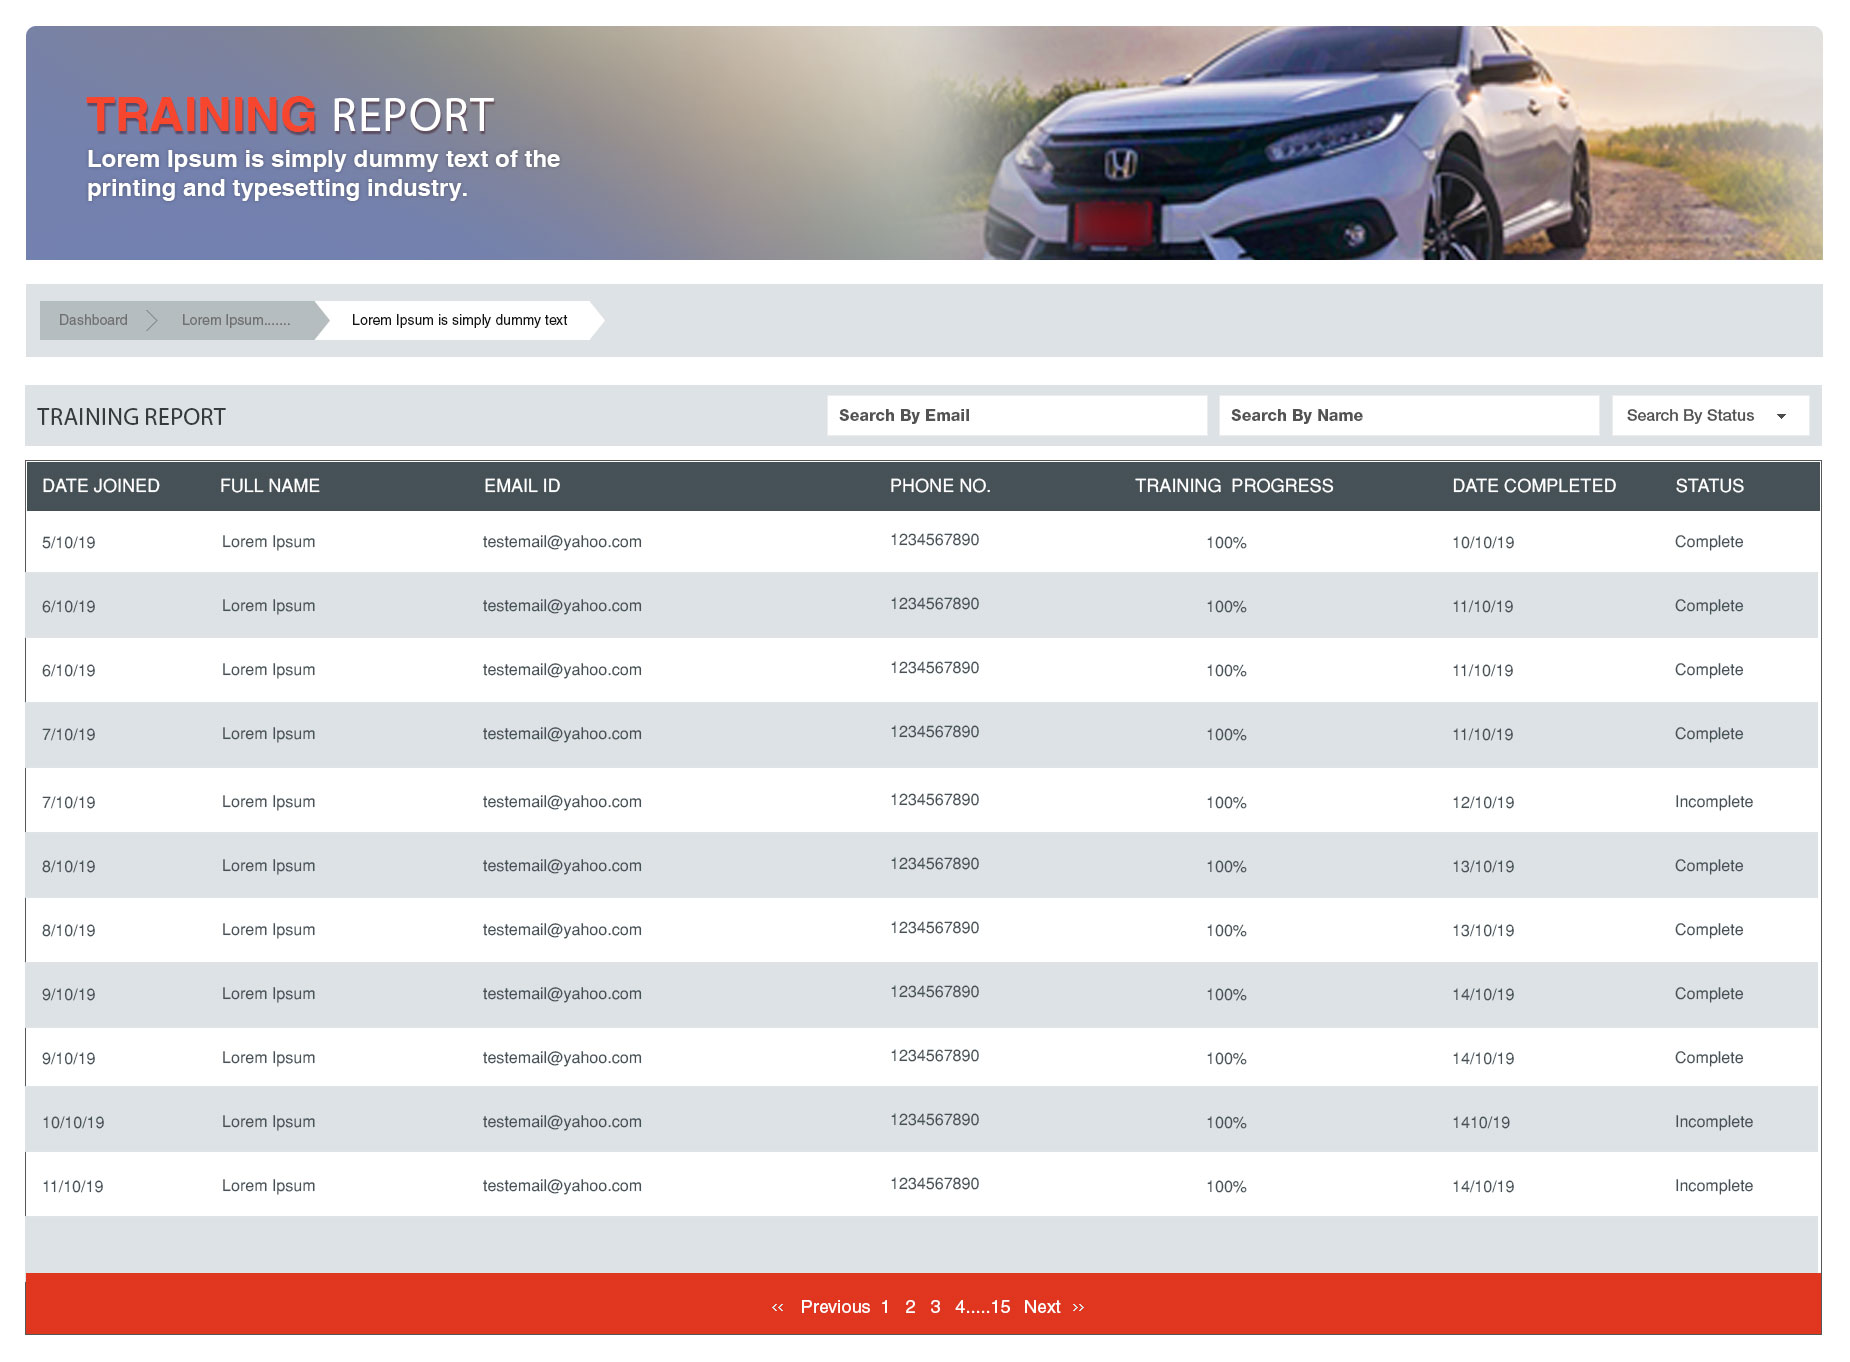 TRAINING REPORT
Lorem Ipsum is simply dummy text of the
printing and typesetting industry.
Dashboard Lorem Ipsum....... Lorem Ipsum is simply dummy text
TRAINING REPORT Search By Email Search By Name Search By Status
DATE JOINED FULL NAME EMAIL ID PHONE NO. TRAINING PROGRESS DATE COMPLETED STATUS
5/10/19 Lorem Ipsum testemail@yahoo.com 1234567890 100% 10/10/19 Complete
6/10/19 Lorem Ipsum testemail@yahoo.com 1234567890 100% 11/10/19 Complete
6/10/19 Lorem Ipsum testemail@yahoo.com 1234567890 100% 11/10/19 Complete
7/10/19 Lorem Ipsum testemail@yahoo.com 1234567890 100% 11/10/19 Complete
7/10/19 Lorem Ipsum testemail@yahoo.com 1234567890 100% 12/10/19 Incomplete
8/10/19 Lorem Ipsum testemail@yahoo.com 1234567890 100% 13/10/19 Complete
8/10/19 Lorem Ipsum testemail@yahoo.com 1234567890 100% 13/10/19 Complete
9/10/19 Lorem Ipsum testemail@yahoo.com 1234567890 100% 14/10/19 Complete
9/10/19 Lorem Ipsum testemail@yahoo.com 1234567890 100% 14/10/19 Complete
10/10/19 Lorem Ipsum testemail@yahoo.com 1234567890 100% 1410/19 Incomplete
11/10/19 Lorem Ipsum testemail@yahoo.com 1234567890 100% 14/10/19 Incomplete
‹‹ Previous 1 2 3 4.....15 Next ››